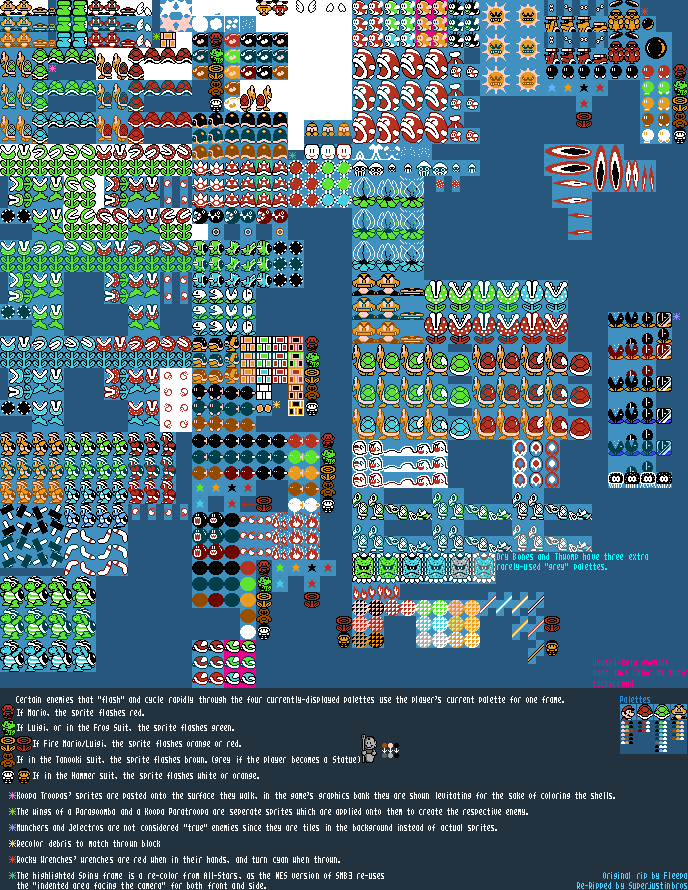 Dry Bones and Thwomp have three extra
rarely-used "grey" palettes.
Certain enemies that "flash" and cycle rapidly through the four currently-displayed palettes use the player's current palette for one frame.
Palettes
If Mario, the sprite flashes red.
If Luigi, or in the Frog Suit, the sprite flashes green.
If Fire Mario/Luigi, the sprite flashes orange or red.
If in the Tanooki suit, the sprite flashes brown, (grey if the player becomes a Statue)
If in the Hammer suit, the sprite flashes white or orange.
Koopa Troopas' sprites are pasted onto the surface they walk, in the game's graphics bank they are shown levitating for the sake of coloring the shells.
The wings of a Paragoomba and a Koopa Paratroopa are seperate sprites which are applied onto them to create the respective enemy.
Munchers and Jelectros are not considered "true" enemies since they are tiles in the background instead of actual sprites.
Recolor debris to match thrown block
Rocky Wrenches' wrenches are red when in their hands, and turn cyan when thrown.
The highlighted Spiny frame is a re-color from All-Stars, as the NES version of SMB3 re-uses
the "indented area facing the camera" for both front and side.
Original rip by Fleepa
Re-Ripped by Superjustinbros